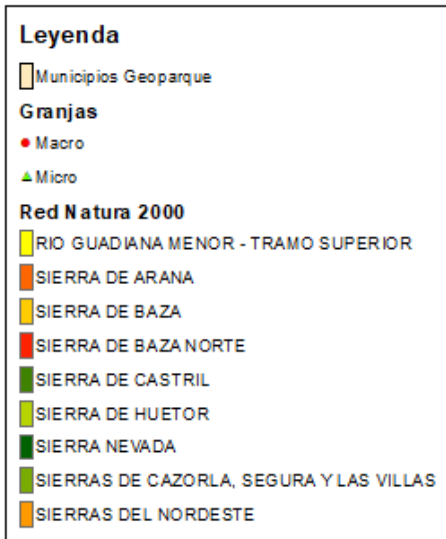 Leyenda
Municipios Geoparque
Granjas
Macro
Micro
Red Natura 2000
RIO GUADIANA MENOR - TRAMO SUPERIOR
SIERRA DE ARANA
SIERRA DE BAZA
SIERRA DE BAZA NORTE
SIERRA DE CASTRIL
SIERRA DE HUETOR
SIERRA NEVADA
SIERRAS DE CAZORLA, SEGURA Y LAS VILLAS
SIERRAS DEL NORDESTE